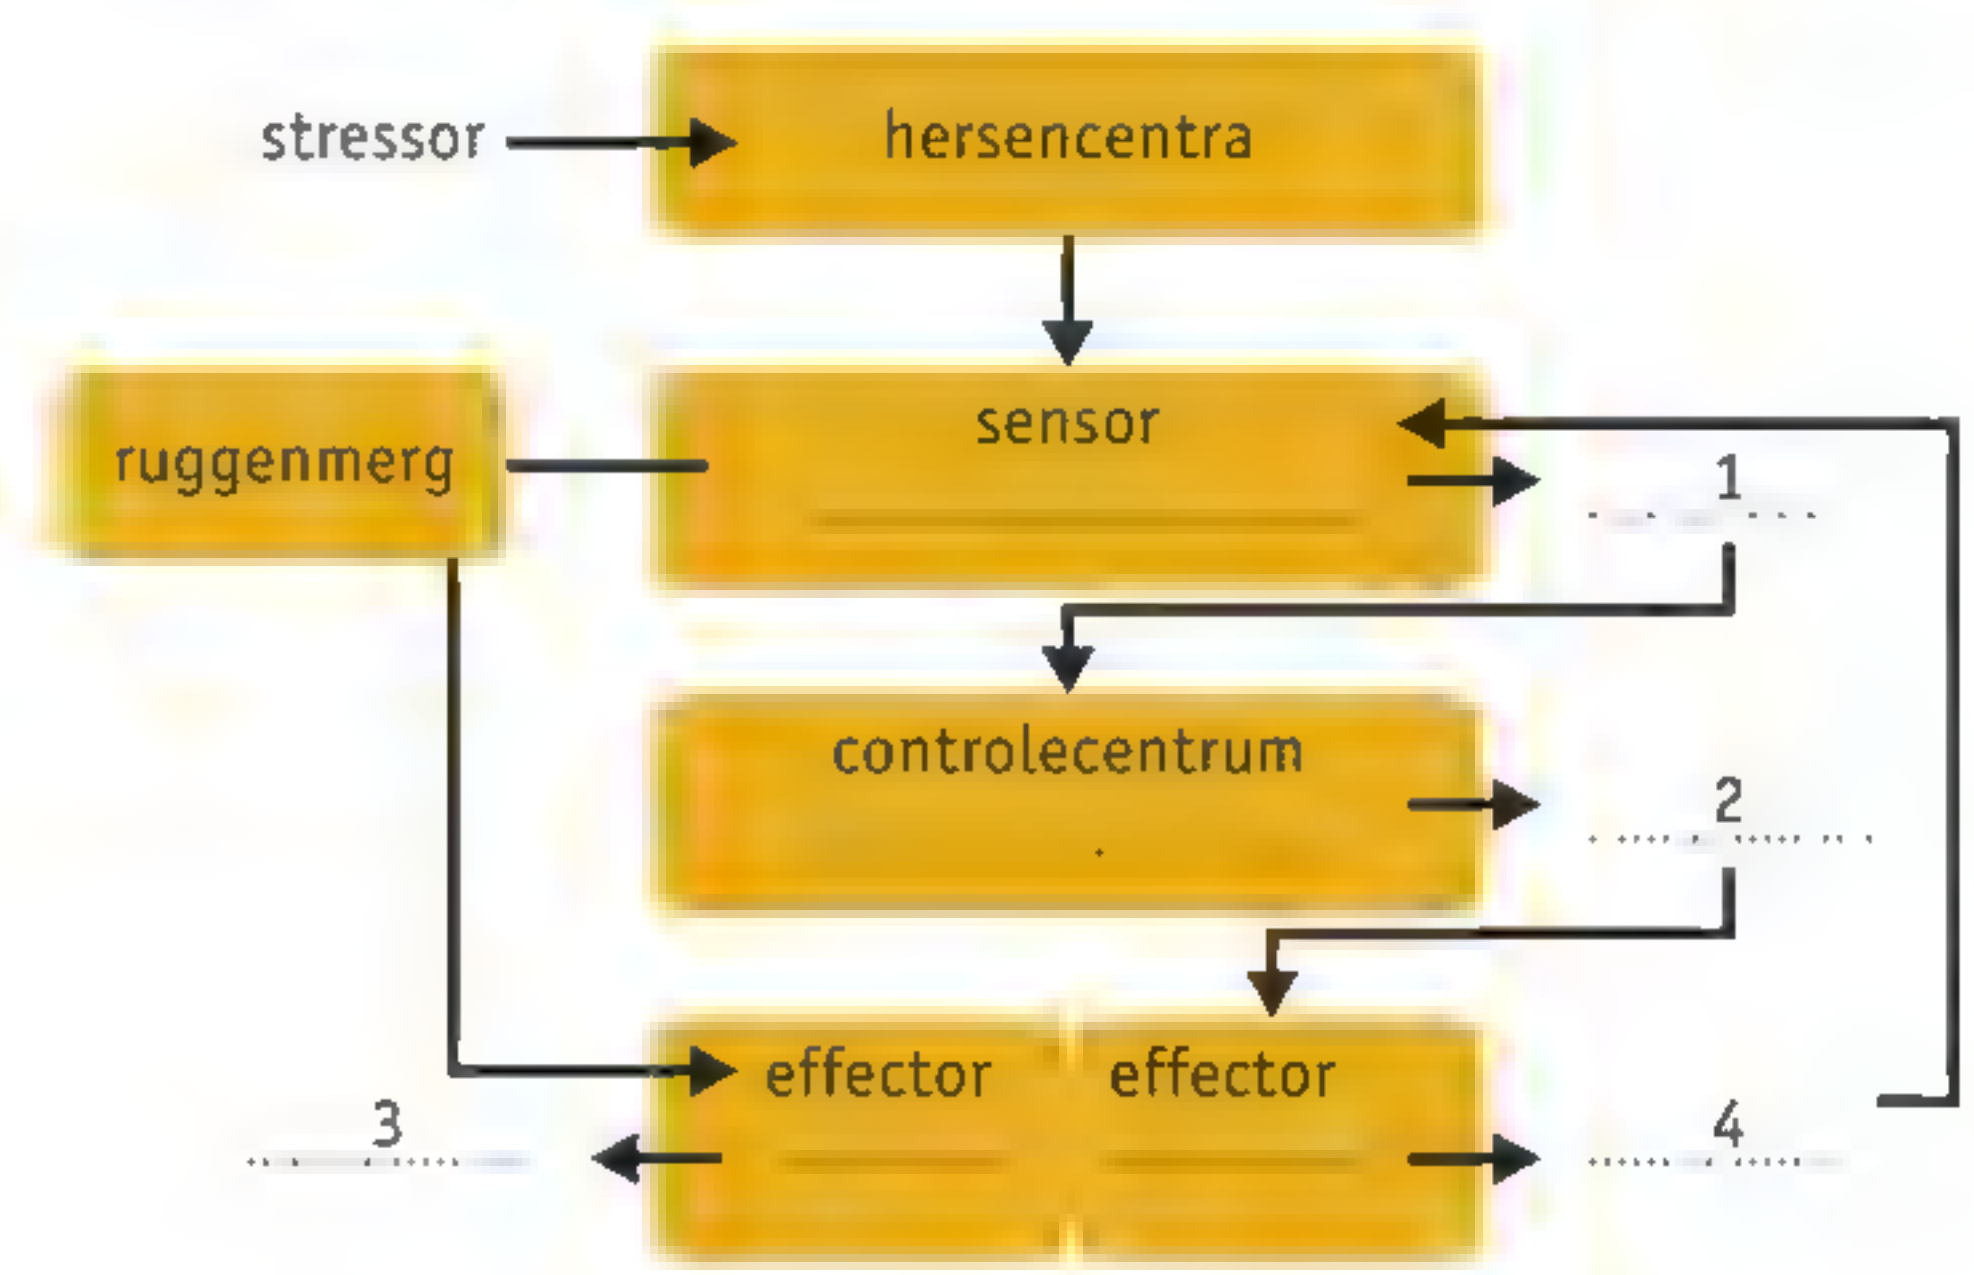 stressor
hersencentra
ruggenmerg
sensor
1
controlecentrum
2
effector
effector
3
4